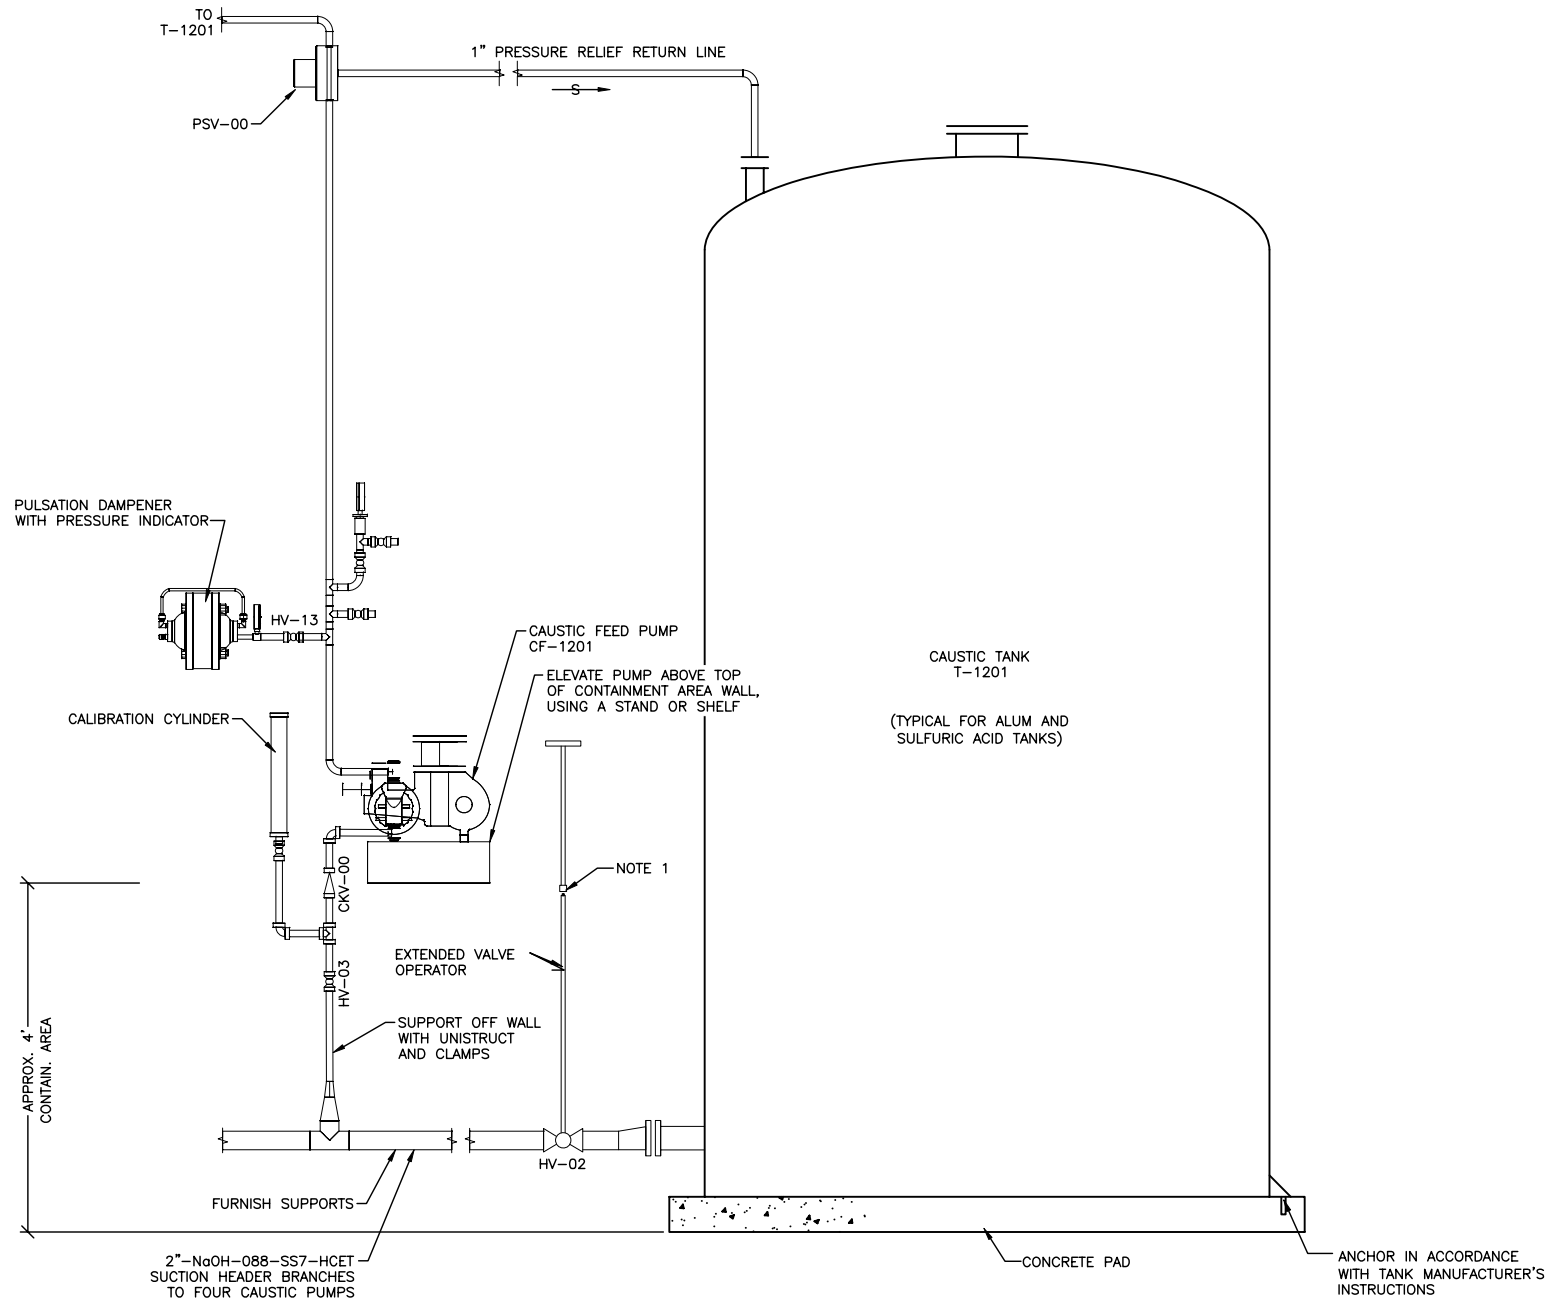 TO
T-1201
1" PRESSURE RELIEF RETURN LINE
S
PSV-00
PULSATION DAMPENER
WITH PRESSURE INDICATOR
HV-13
CAUSTIC FEED PUMP
CF-1201
ELEVATE PUMP ABOVE TOP
OF CONTAINMENT AREA WALL,
USING A STAND OR SHELF
CAUSTIC TANK
T-1201
(TYPICAL FOR ALUM AND
SULFURIC ACID TANKS)
CALIBRATION CYLINDER
CKV-00
NOTE 1
EXTENDED VALVE
OPERATOR
HV-03
SUPPORT OFF WALL
WITH UNISTRUCT
AND CLAMPS
APPROX. 4'
CONTAIN. AREA
HV-02
FURNISH SUPPORTS
2"-NaOH-088-SS7-HCET
SUCTION HEADER BRANCHES
TO FOUR CAUSTIC PUMPS
CONCRETE PAD
ANCHOR IN ACCORDANCE
WITH TANK MANUFACTURER'S
INSTRUCTIONS